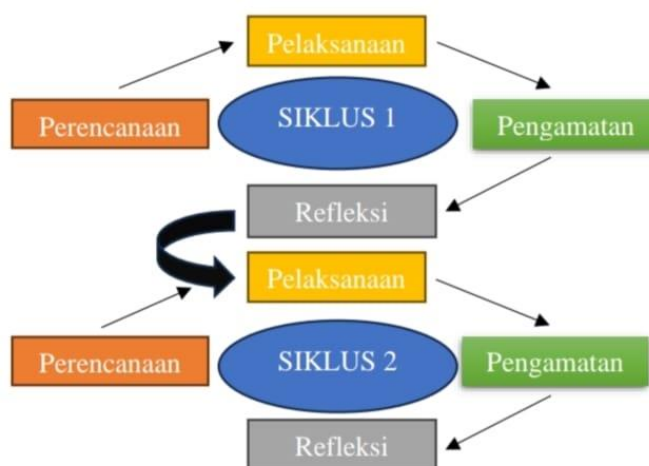 Pelaksanaan
Perencanaan
SIKLUS 1
Pengamatan
Refleksi
Pelaksanaan
Perencanaan
SIKLUS 2
Pengamatan
Refleksi